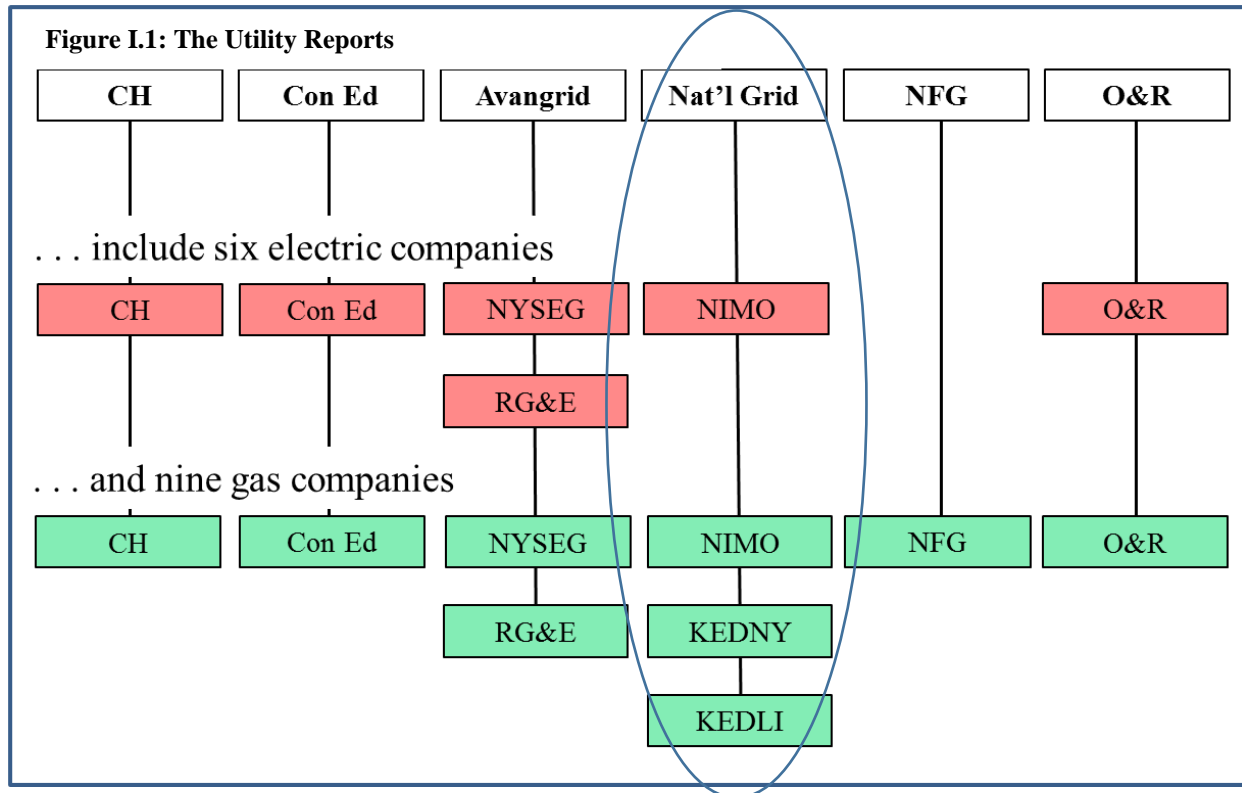 Figure I.1: The Utility Reports
CH Con Ed Avangrid Nat’l Grid NFG O&R
. . . include six electric companies
CH Con Ed NYSEG NIMO O&R
RG&E
. . . and nine gas companies
CH Con Ed NYSEG NIMO NFG O&R
RG&E KEDNY
KEDLI